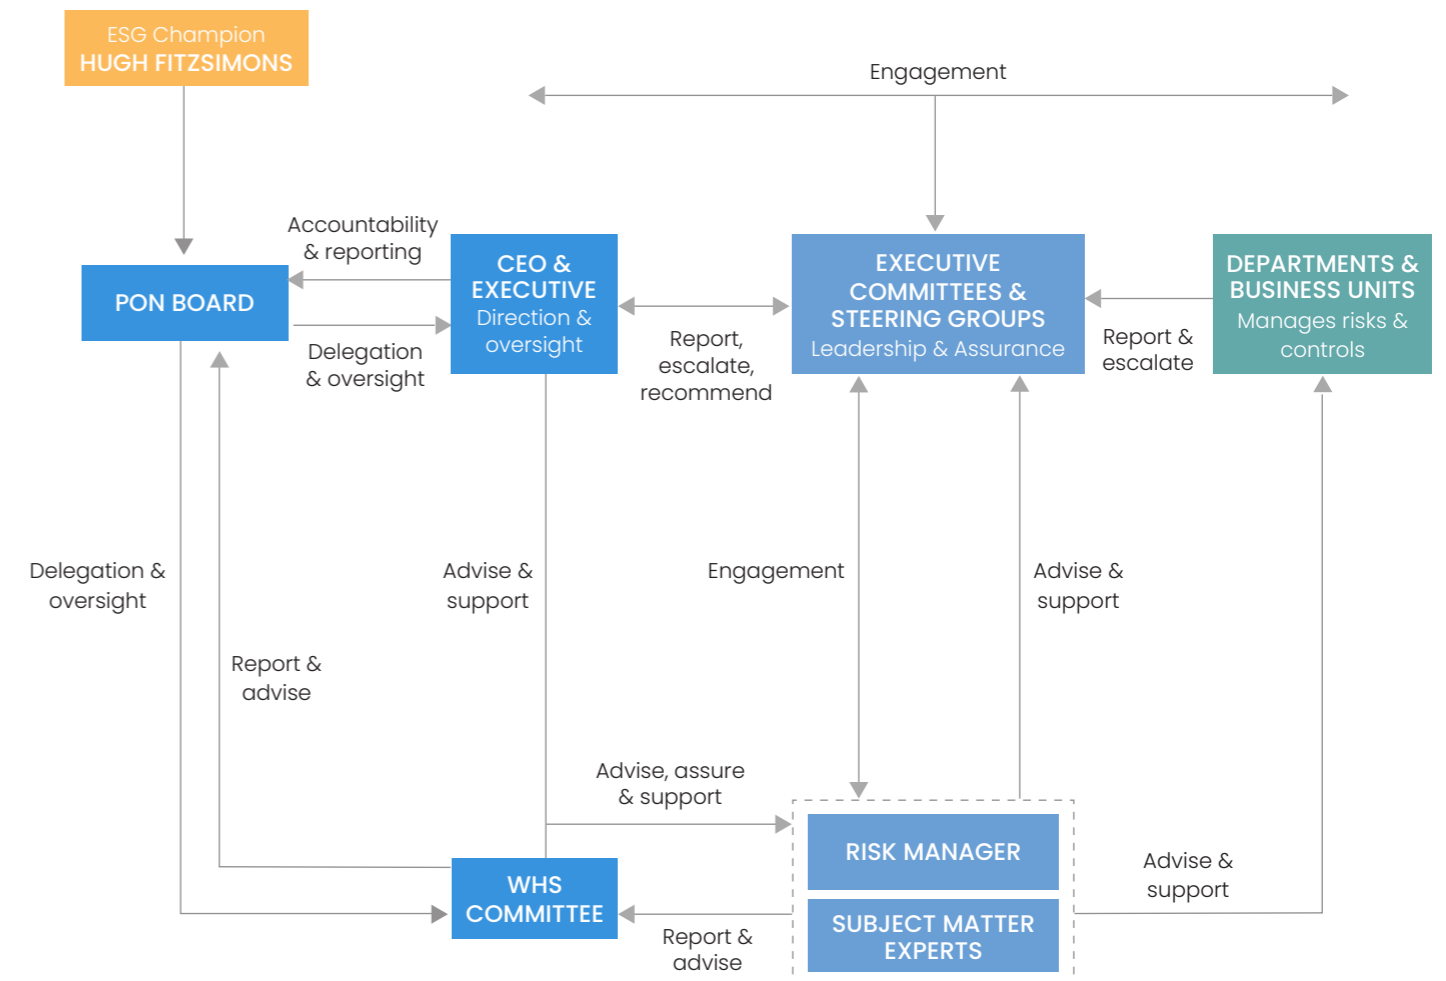 ESG Champion
HUGH FITZSIMONS
Engagement
Accountability
& reporting
PON BOARD
Delegation
& oversight
CEO &
EXECUTIVE
Direction &
oversight
Report,
escalate,
recommend
EXECUTIVE
COMMITTEES &
STEERING GROUPS
Leadership & Assurance
Report &
escalate
DEPARTMENTS &
BUSINESS UNITS
Manages risks &
controls
Delegation &
oversight
Report &
advise
Advise &
support
Engagement
Advise &
support
Advise, assure
& support
WHS
COMMITTEE
Report &
advise
RISK MANAGER
SUBJECT MATTER
EXPERTS
Advise &
support